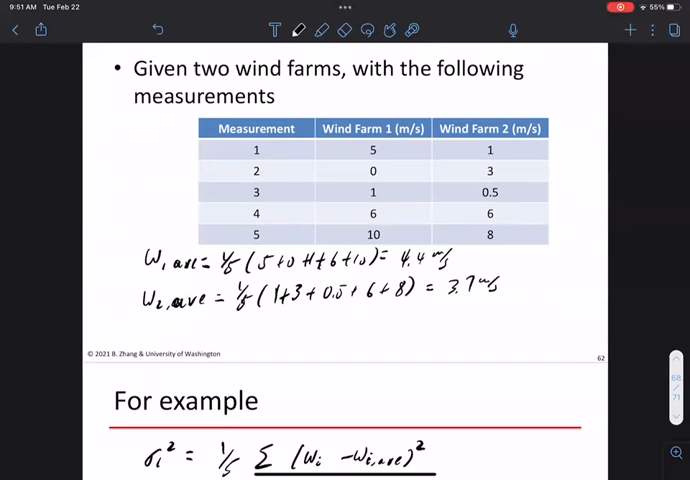 9:51 AM Tue Feb 22
55%
• Given two wind farms, with the following
measurements
Measurement Wind Farm 1 (m/s) Wind Farm 2 (m/s)
1 5 1
2 0 3
3 1 0.5
4 6 6
5 10 8
W₁,ave = 1/5 (5+0+1+6+10) = 4.4 m/s
W₂,ave = 1/5 (1+3+0.5+6+8) = 3.7 m/s
© 2021 B. Zhang & University of Washington
62
68
/
71
For example
σ₁² = 1/5 Σ (Wᵢ - Wᵢ,ave)²